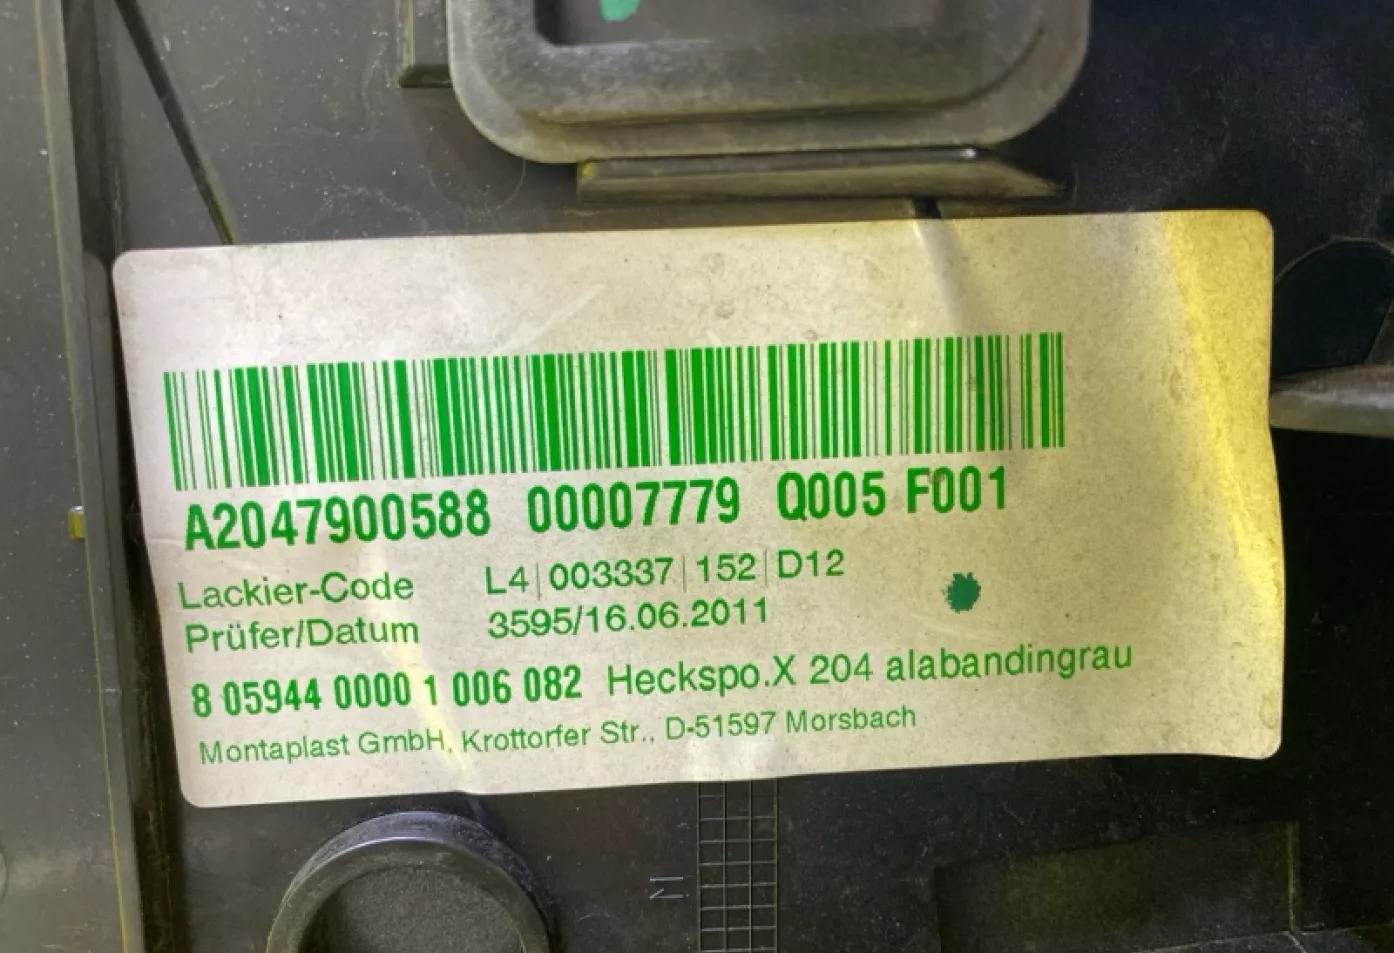 A2047900588 00007779 Q005 F001
Lackier-Code L4|003337|152|D12
Prüfer/Datum 3595/16.06.2011
8 05944 0000 1 006 082 Heckspo.X 204 alabandingrau
Montaplast GmbH, Krottorfer Str., D-51597 Morsbach